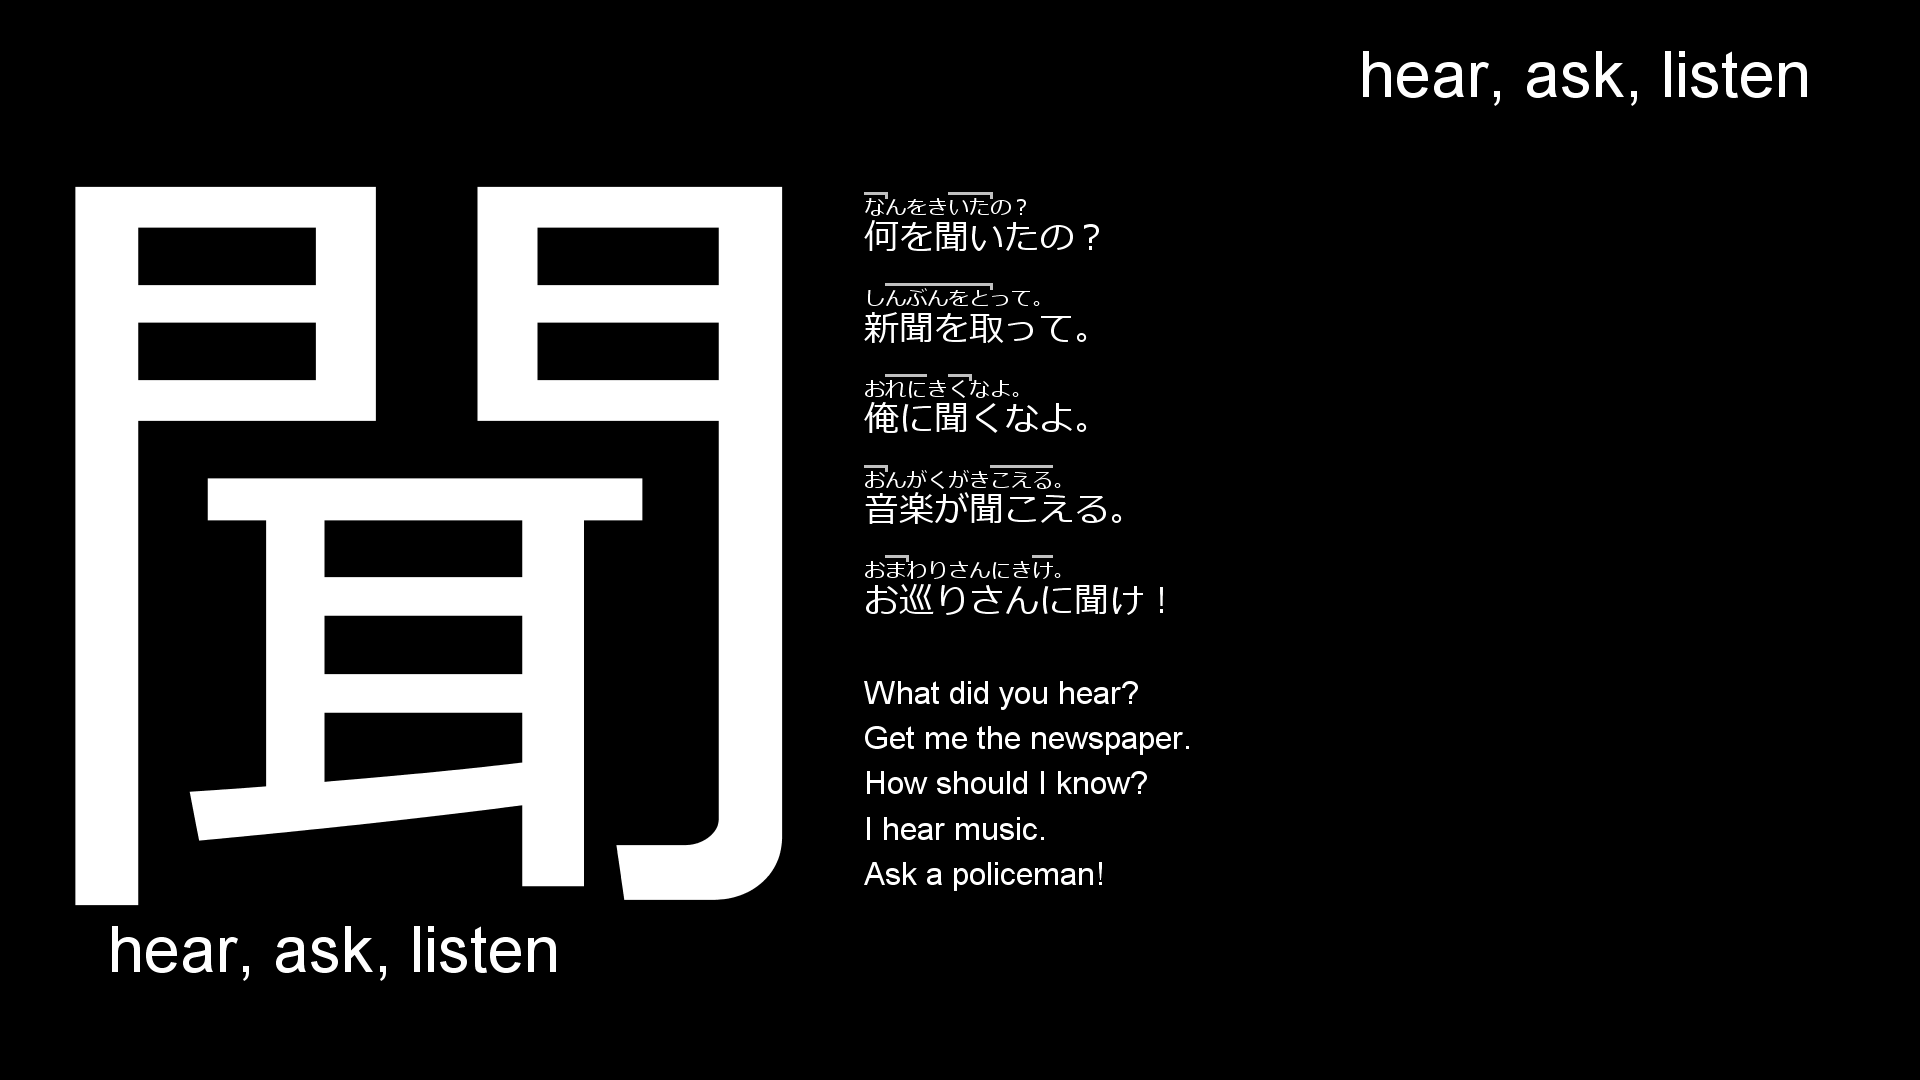 hear, ask, listen
聞
hear, ask, listen
なんをきいたの？
何を聞いたの？
しんぶんをとって。
新聞を取って。
おれにきくなよ。
俺に聞くなよ。
おんがくがきこえる。
音楽が聞こえる。
おまわりさんにきけ。
お巡りさんに聞け！
What did you hear?
Get me the newspaper.
How should I know?
I hear music.
Ask a policeman!